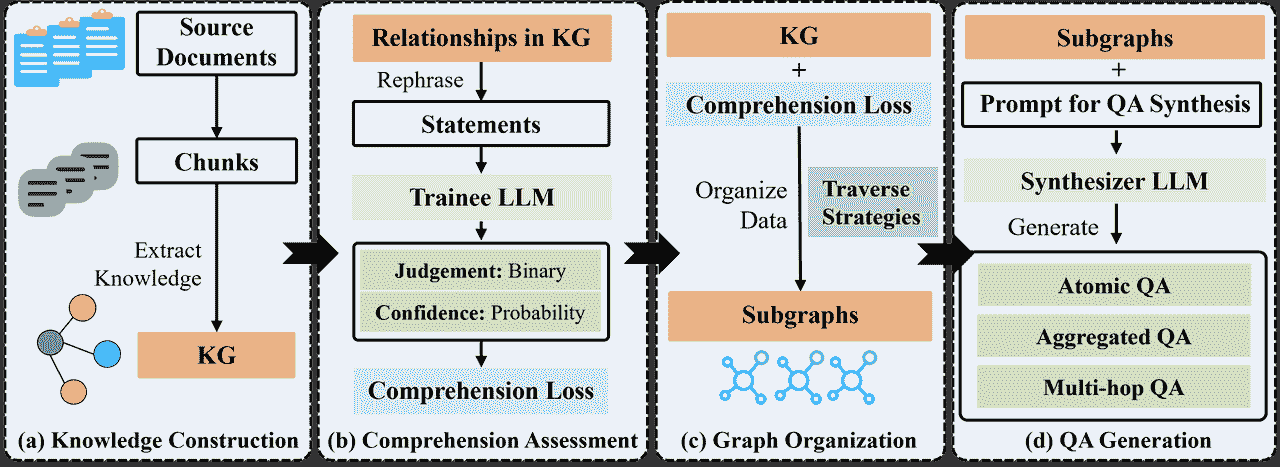 Source
Documents
Chunks
Extract
Knowledge
KG
(a) Knowledge Construction
Relationships in KG
Rephrase
Statements
Trainee LLM
Judgement: Binary
Confidence: Probability
Comprehension Loss
(b) Comprehension Assessment
KG
+
Comprehension Loss
Organize
Data
Traverse
Strategies
Subgraphs
(c) Graph Organization
Subgraphs
+
Prompt for QA Synthesis
Synthesizer LLM
Generate
Atomic QA
Aggregated QA
Multi-hop QA
(d) QA Generation